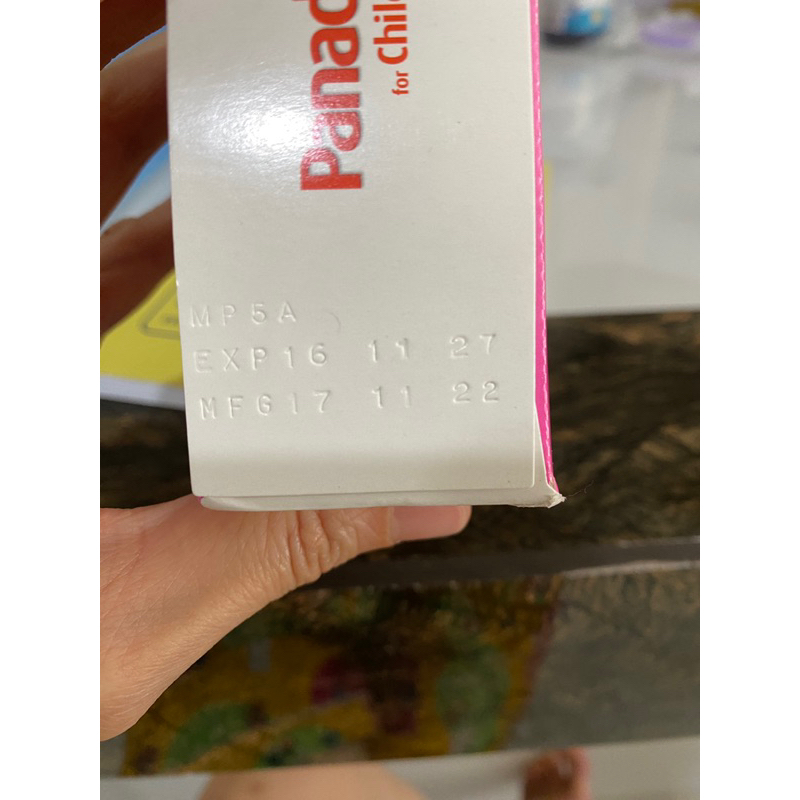 Panad
for Chil
MP5A
EXP16 11 27
MFG17 11 22